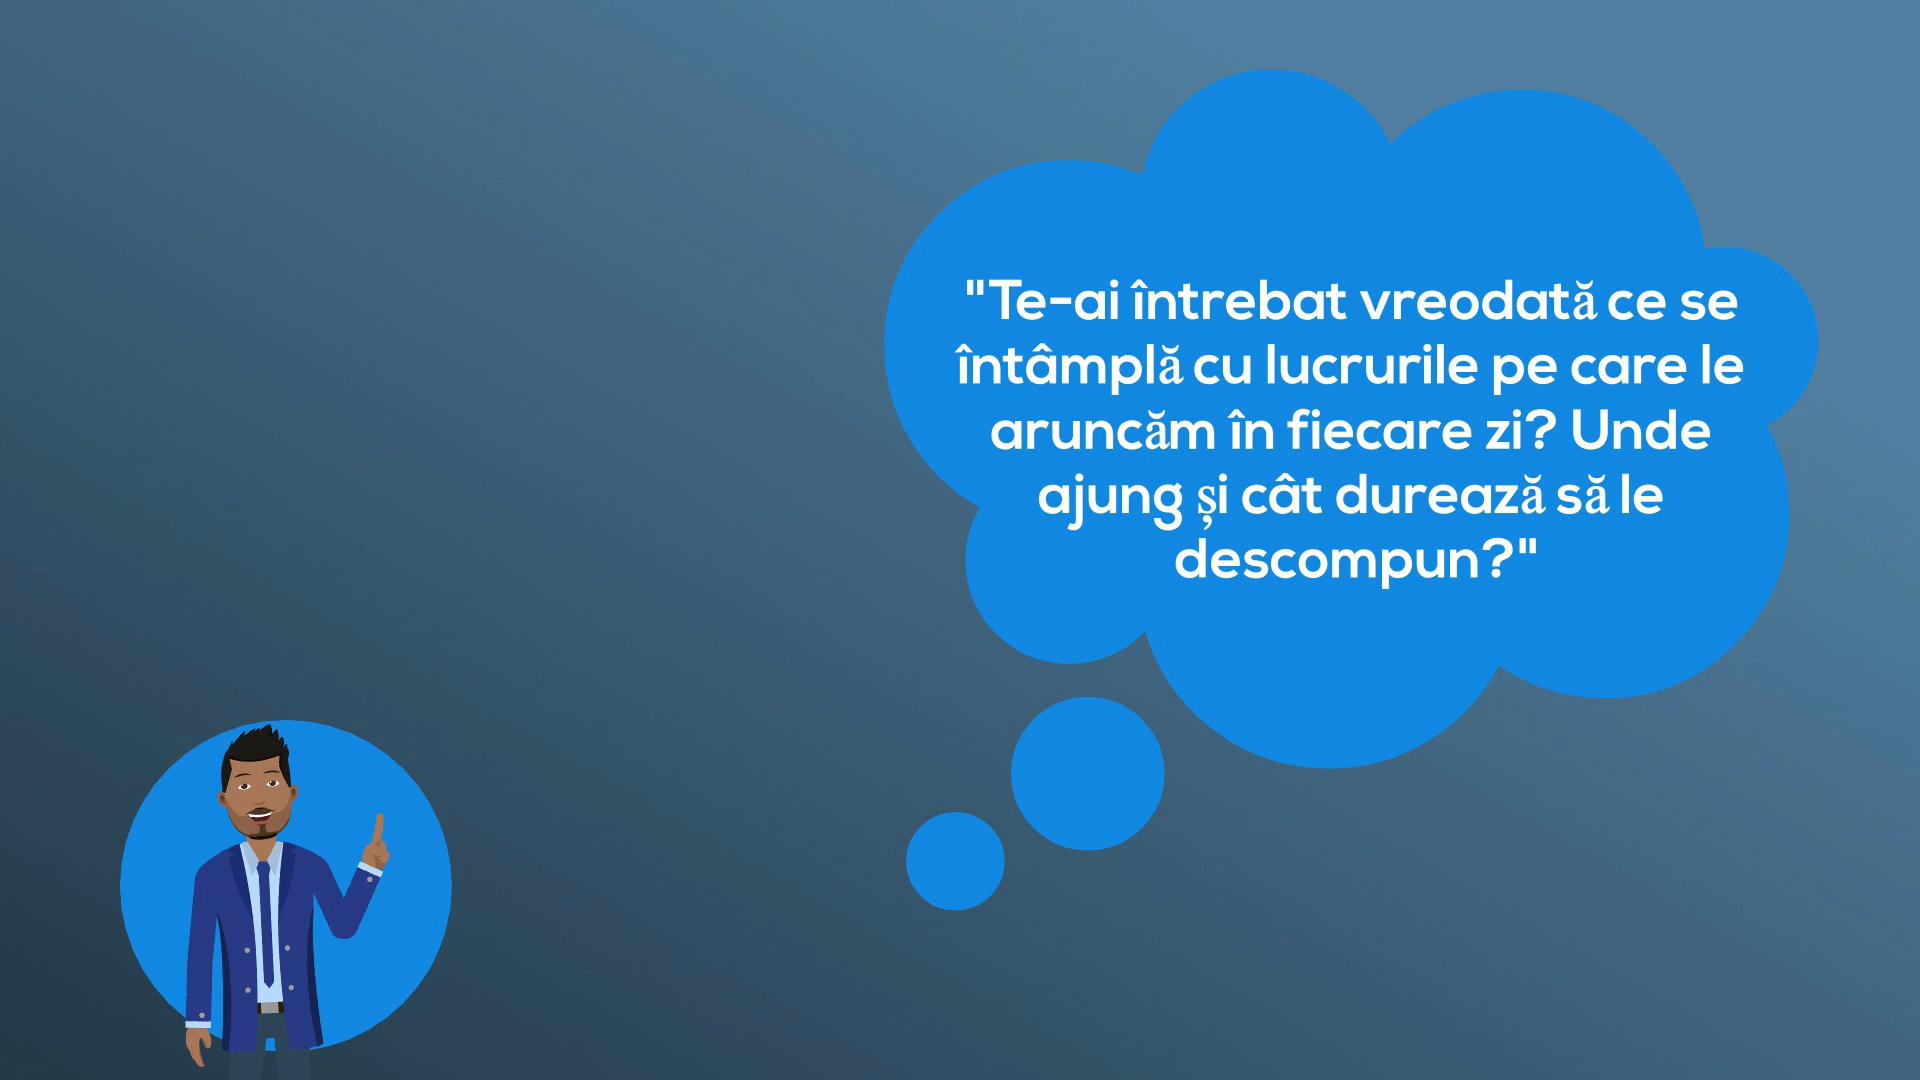 "Te-ai întrebat vreodată ce se
întâmplă cu lucrurile pe care le
aruncăm în fiecare zi? Unde
ajung și cât durează să le
descompun?"